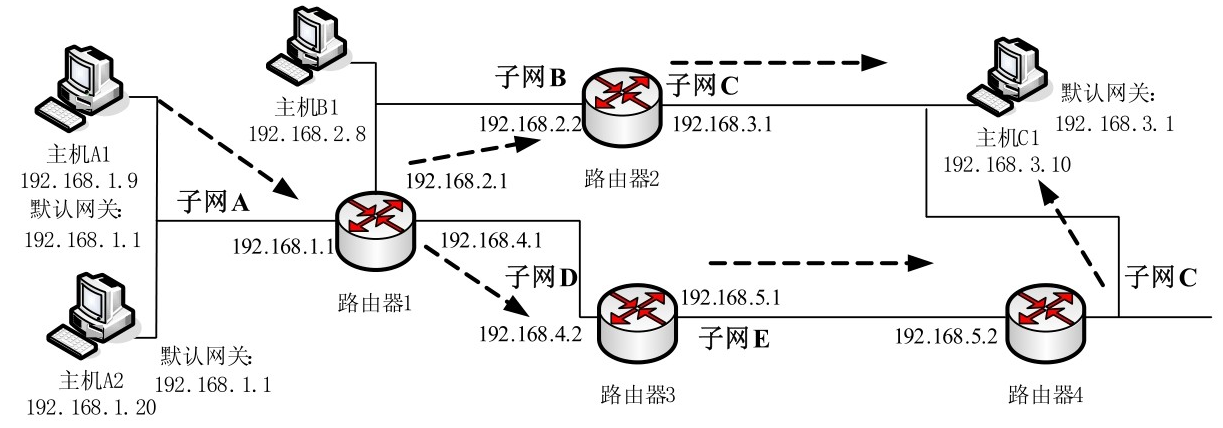 主机A1
192.168.1.9
默认网关:
192.168.1.1
主机A2
192.168.1.20
默认网关:
192.168.1.1
主机B1
192.168.2.8
子网A
192.168.1.1
路由器1
192.168.2.1
192.168.4.1
子网B
192.168.2.2
路由器2
子网C
192.168.3.1
主机C1
192.168.3.10
默认网关:
192.168.3.1
子网D
192.168.4.2
路由器3
192.168.5.1
子网E
192.168.5.2
路由器4
子网C